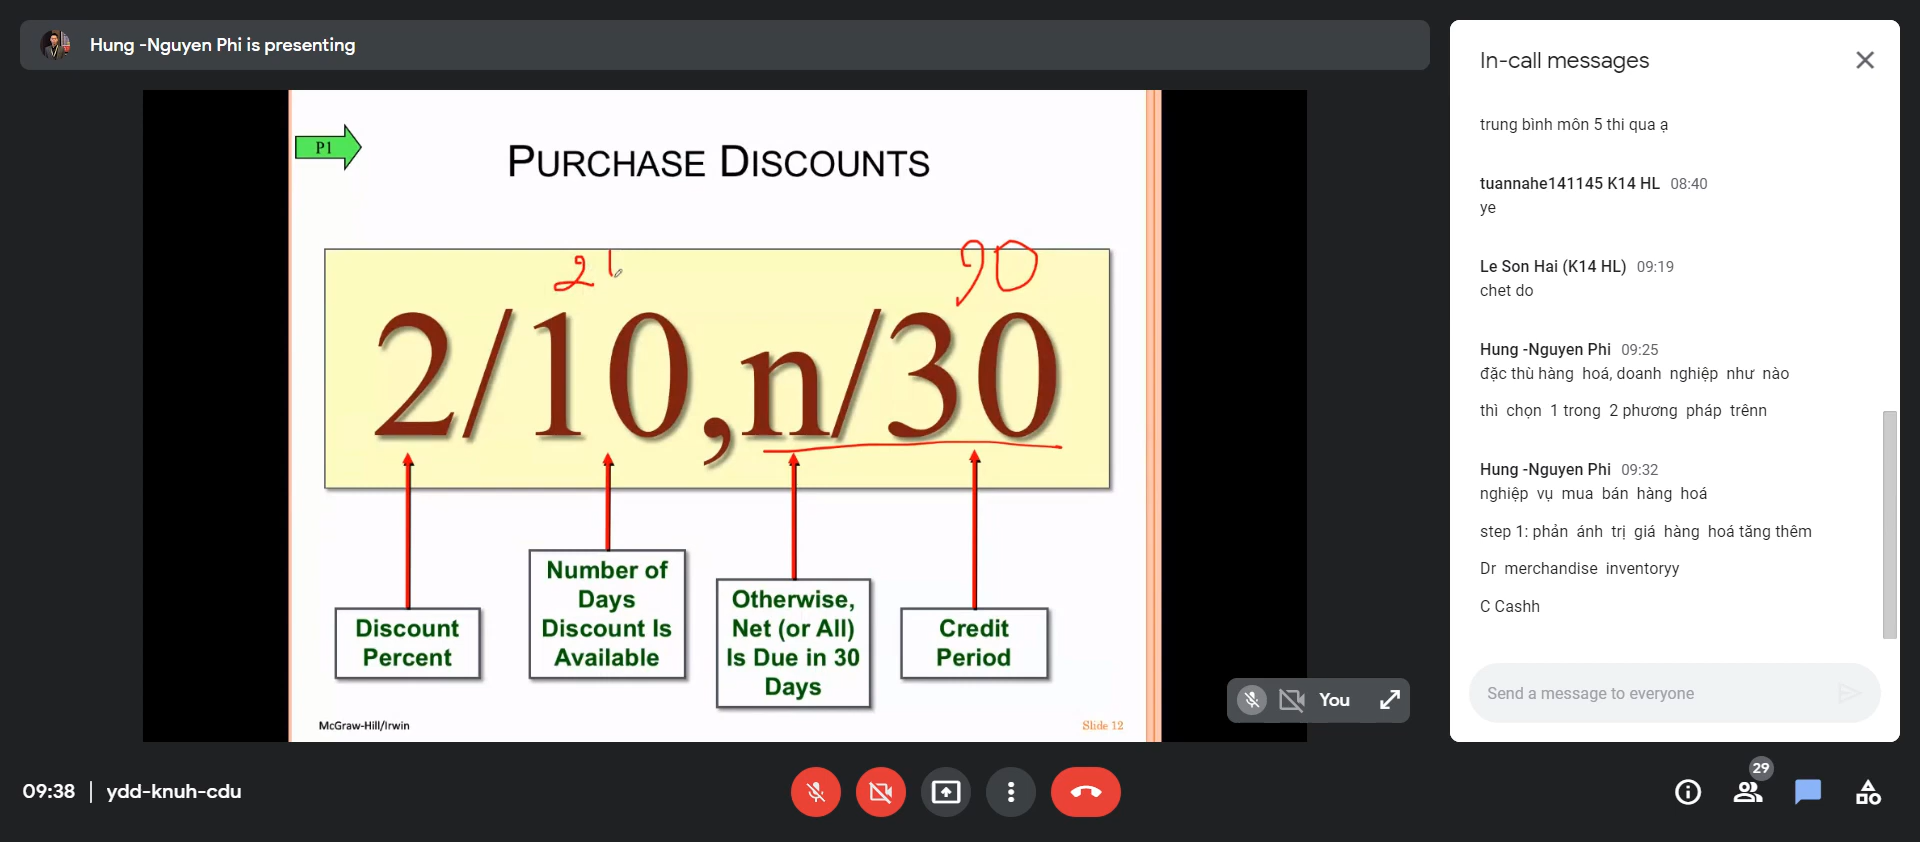 Hung -Nguyen Phi is presenting
P1
PURCHASE DISCOUNTS
2/10,n/30
Discount
Percent
Number of
Days
Discount Is
Available
Otherwise,
Net (or All)
Is Due in 30
Days
Credit
Period
McGraw-Hill/Irwin
Slide 12
You
In-call messages
trung bình môn 5 thi qua ạ
tuannahe141145 K14 HL 08:40
ye
Le Son Hai (K14 HL) 09:19
chet do
Hung -Nguyen Phi 09:25
đặc thù hàng hoá, doanh nghiệp như nào
thì chọn 1 trong 2 phương pháp trênn
Hung -Nguyen Phi 09:32
nghiệp vụ mua bán hàng hoá
step 1: phản ánh trị giá hàng hoá tăng thêm
Dr merchandise inventoryy
C Cashh
Send a message to everyone
09:38 | ydd-knuh-cdu
29